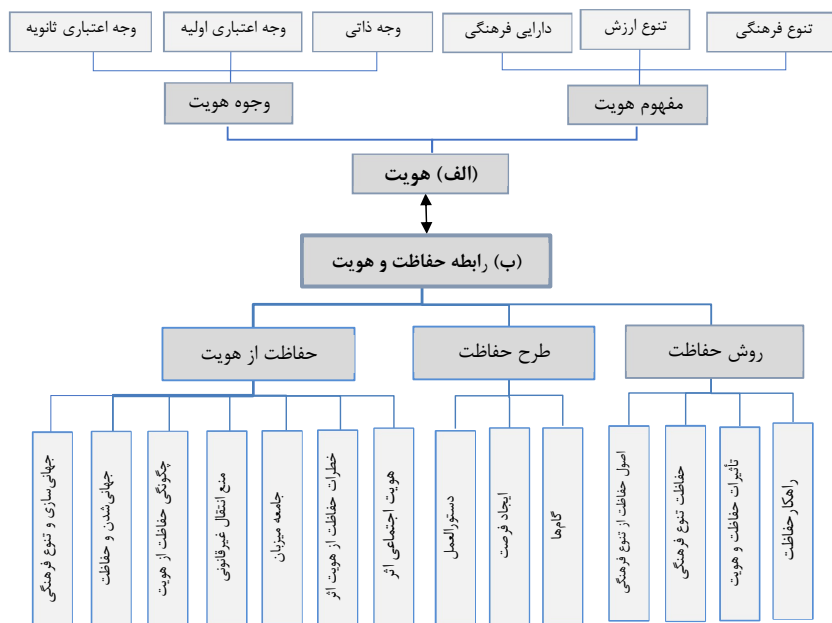 تنوع فرهنگی
تنوع ارزش
دارایی فرهنگی
وجه ذاتی
وجه اعتباری اولیه
وجه اعتباری ثانویه
مفهوم هویت
وجوه هویت
(الف) هویت
(ب) رابطه حفاظت و هویت
روش حفاظت
طرح حفاظت
حفاظت از هویت
راهکارحفاظت
تأثیرات حفاظت و هویت
حفاظت تنوع فرهنگی
اصول حفاظت از تنوع فرهنگی
گام‌ها
ایجاد فرصت
دستورالعمل
هویت اجتماعی اثر
خطرات حفاظت از هویت اثر
جامعه میزبان
منع انتقال غیرقانونی
چگونگی حفاظت از هویت
جهانی‌شدن و حفاظت
جهانی‌سازی و تنوع فرهنگی